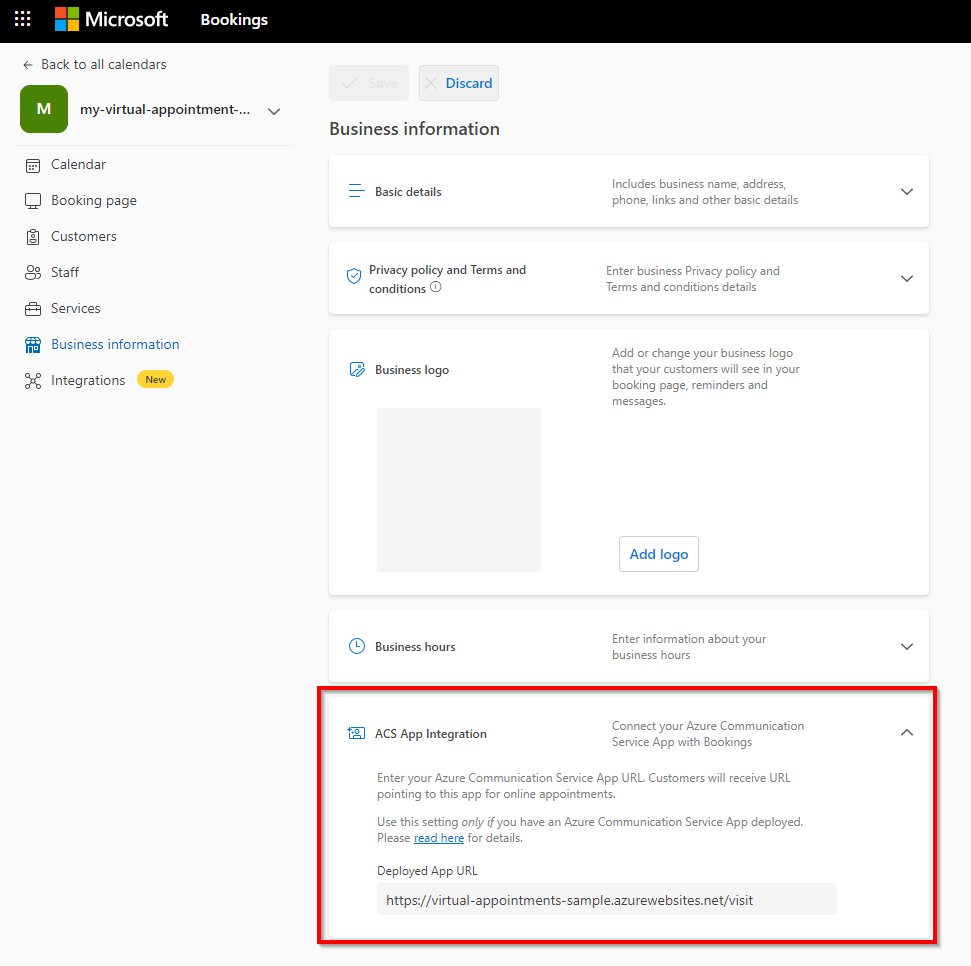 Microsoft Bookings
Back to all calendars
M
my-virtual-appointment-...
Calendar
Booking page
Customers
Staff
Services
Business information
Integrations New
Save Discard
Business information
Basic details
Includes business name, address,
phone, links and other basic details
Privacy policy and Terms and
conditions
Enter business Privacy policy and
Terms and conditions details
Business logo
Add or change your business logo
that your customers will see in your
booking page, reminders and
messages.
Add logo
Business hours
Enter information about your
business hours
ACS App Integration
Connect your Azure Communication
Service App with Bookings
Enter your Azure Communication Service App URL. Customers will receive URL
pointing to this app for online appointments.
Use this setting only if you have an Azure Communication Service App deployed.
Please read here for details.
Deployed App URL
https://virtual-appointments-sample.azurewebsites.net/visit